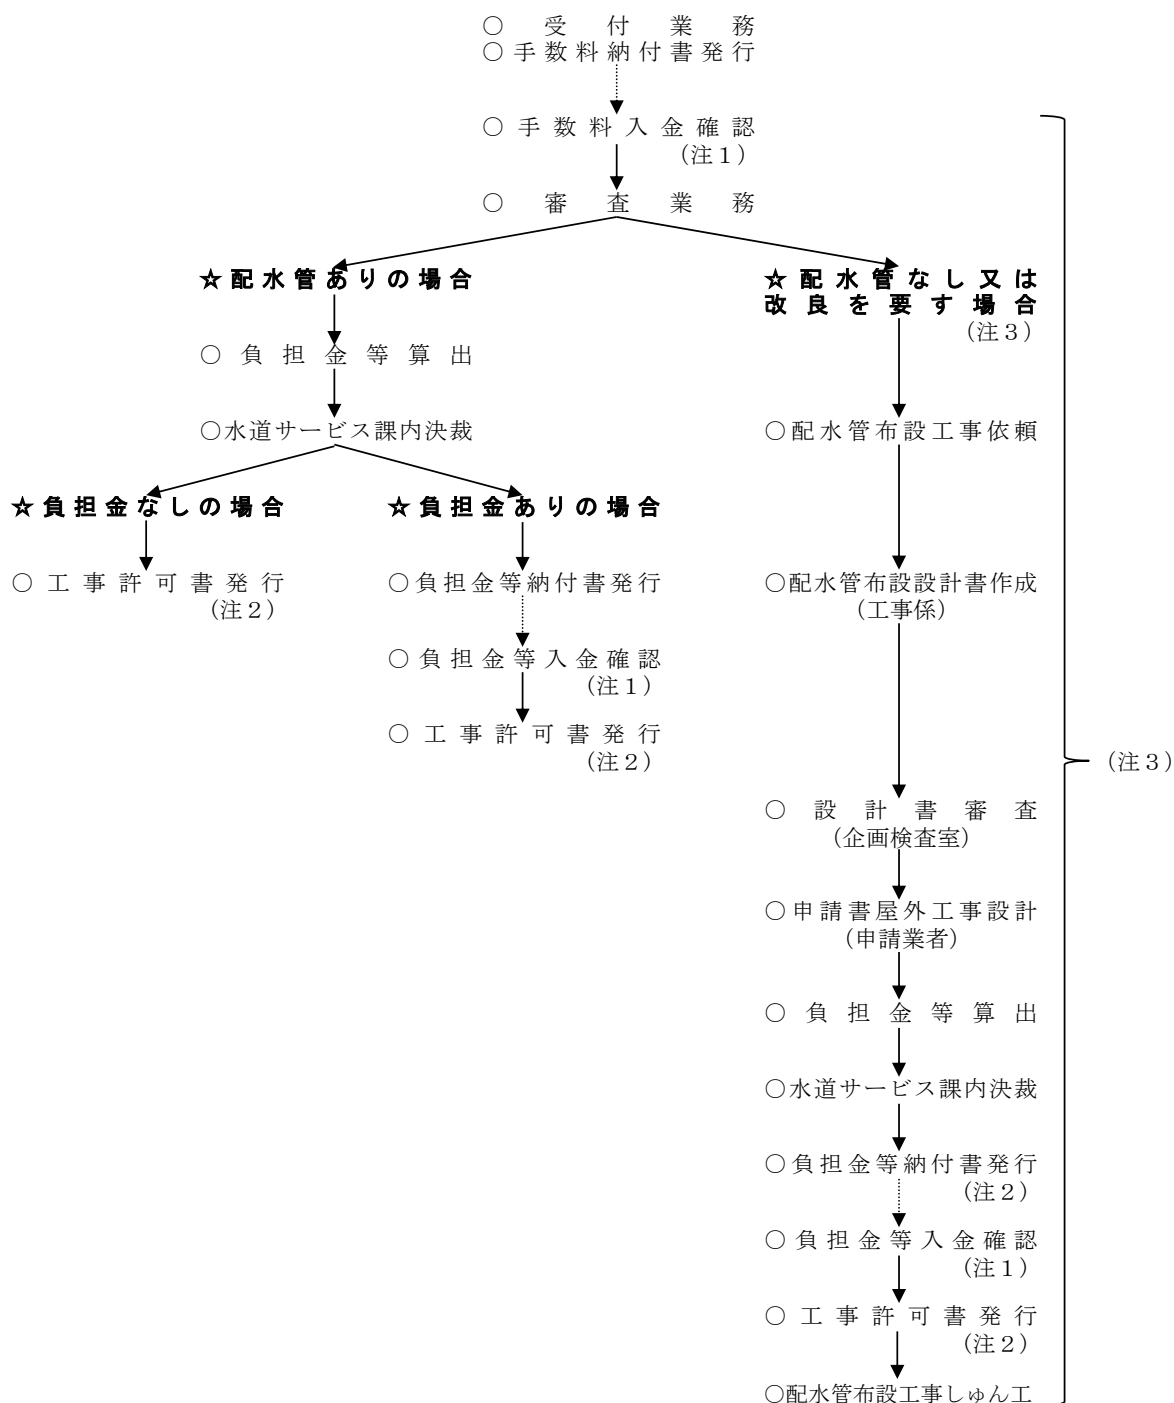 ○受付業務
○手数料納付書発行
○手数料入金確認
(注1)
○審査業務
☆配水管ありの場合
○負担金等算出
○水道サービス課内決裁
☆負担金なしの場合
○工事許可書発行
(注2)
☆負担金ありの場合
○負担金等納付書発行
○負担金等入金確認
(注1)
○工事許可書発行
(注2)
☆配水管なし又は
改良を要す場合
(注3)
○配水管布設工事依頼
○配水管布設設計書作成
(工事係)
○設計書審査
(企画検査室)
○申請書屋外工事設計
(申請業者)
○負担金等算出
○水道サービス課内決裁
○負担金等納付書発行
(注2)
○負担金等入金確認
(注1)
○工事許可書発行
(注2)
○配水管布設工事しゅん工
(注3)